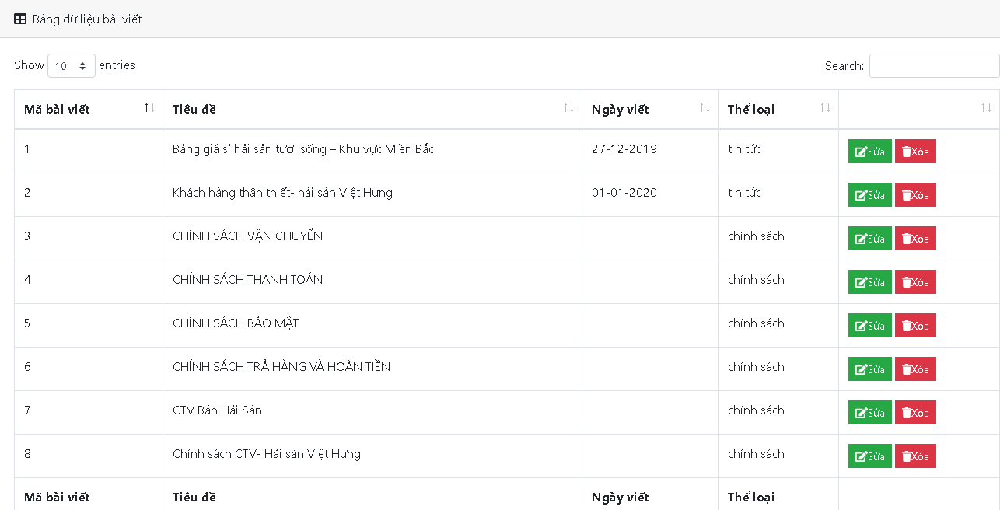 Bảng dữ liệu bài viết
Show 10 entries Search:
Mã bài viết Tiêu đề Ngày viết Thể loại
1 Bảng giá sỉ hải sản tươi sống – Khu vực Miền Bắc 27-12-2019 tin tức Sửa Xóa
2 Khách hàng thân thiết- hải sản Việt Hưng 01-01-2020 tin tức Sửa Xóa
3 CHÍNH SÁCH VẬN CHUYỂN chính sách Sửa Xóa
4 CHÍNH SÁCH THANH TOÁN chính sách Sửa Xóa
5 CHÍNH SÁCH BẢO MẬT chính sách Sửa Xóa
6 CHÍNH SÁCH TRẢ HÀNG VÀ HOÀN TIỀN chính sách Sửa Xóa
7 CTV Bán Hải Sản chính sách Sửa Xóa
8 Chính sách CTV- Hải sản Việt Hưng chính sách Sửa Xóa
Mã bài viết Tiêu đề Ngày viết Thể loại